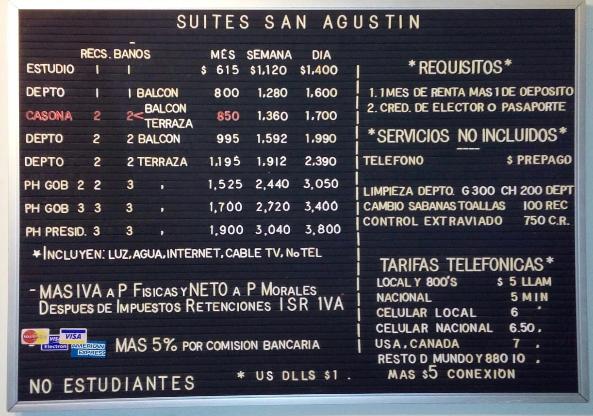 SUITES SAN AGUSTIN
RECS. BAÑOS MÉS SEMANA DIA
ESTUDIO 1 1 $ 615 $1,120 $1,400
DEPTO 1 1 BALCON 800 1,280 1,600
CASONA 2 2< BALCON TERRAZA 850 1,360 1,700
DEPTO 2 2 BALCON 995 1,592 1,990
DEPTO 2 2 TERRAZA 1,195 1,912 2,390
PH GOB 2 2 3 , 1,525 2,440 3,050
PH GOB 3 3 3 , 1,700 2,720 3,400
PH PRESID. 3 3 , 1,900 3,040 3,800
*INCLUYEN: LUZ, AGUA, INTERNET, CABLE TV, No TEL
- MAS IVA a P FISICAS Y NETO a P MORALES
DESPUES DE IMPUESTOS RETENCIONES ISR IVA
MasterCard VISA VISA Electron AMERICAN EXPRESS
MAS 5% POR COMISION BANCARIA
NO ESTUDIANTES
* US DLLS $1 .
*REQUISITOS*
1. 1 MES DE RENTA MAS 1 DE DEPOSITO
2. CRED. DE ELECTOR O PASAPORTE
*SERVICIOS NO INCLUIDOS*
TELEFONO $ PREPAGO
LIMPIEZA DEPTO. G300 CH 200 DEPT
CAMBIO SABANAS TOALLAS 100 REC
CONTROL EXTRAVIADO 750 C.R.
TARIFAS TELEFONICAS*
LOCAL Y 800'S $ 5 LLAM
NACIONAL 5 MIN
CELULAR LOCAL 6 "
CELULAR NACIONAL 6.50 "
USA, CANADA 7 "
RESTO D MUNDO Y 880 10 "
MAS $5 CONEXION